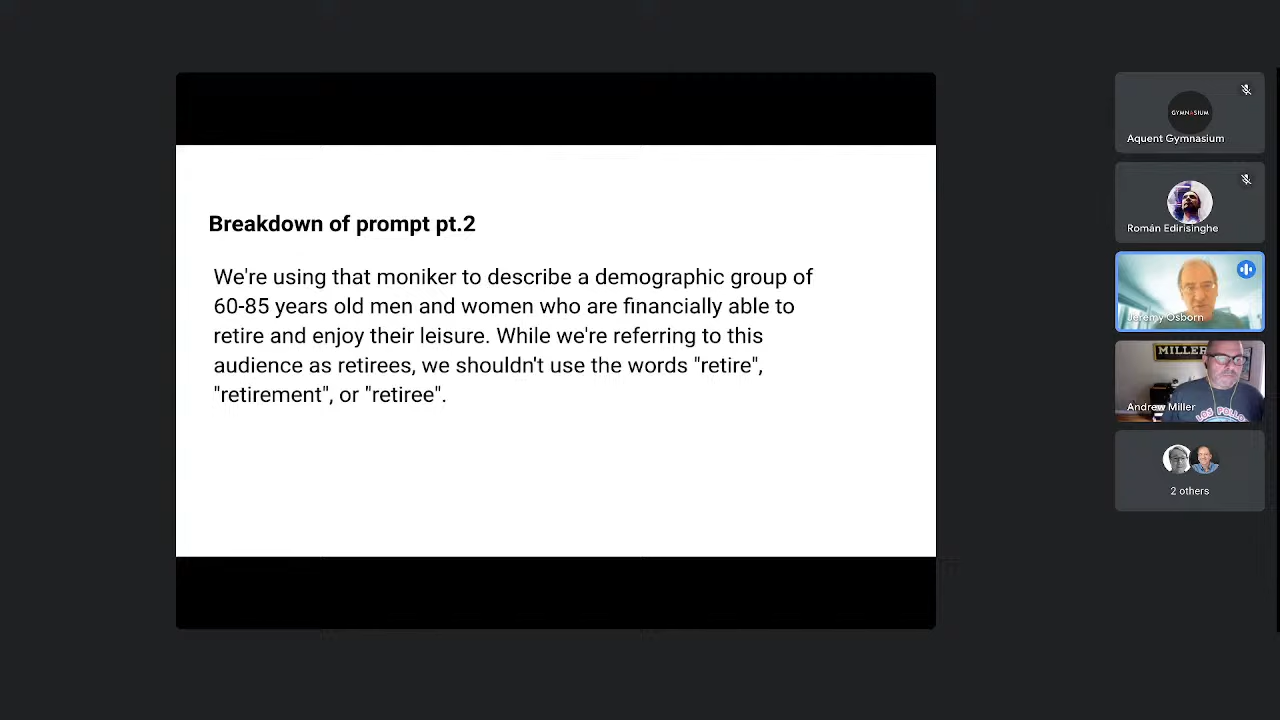 Breakdown of prompt pt.2
We're using that moniker to describe a demographic group of
60-85 years old men and women who are financially able to
retire and enjoy their leisure. While we're referring to this
audience as retirees, we shouldn't use the words "retire",
"retirement", or "retiree".
GYMNASIUM
Aquent Gymnasium
Román Edirisinghe
Jeremy Osborn
MILLER
Andrew Miller
LOS POLLO
2 others